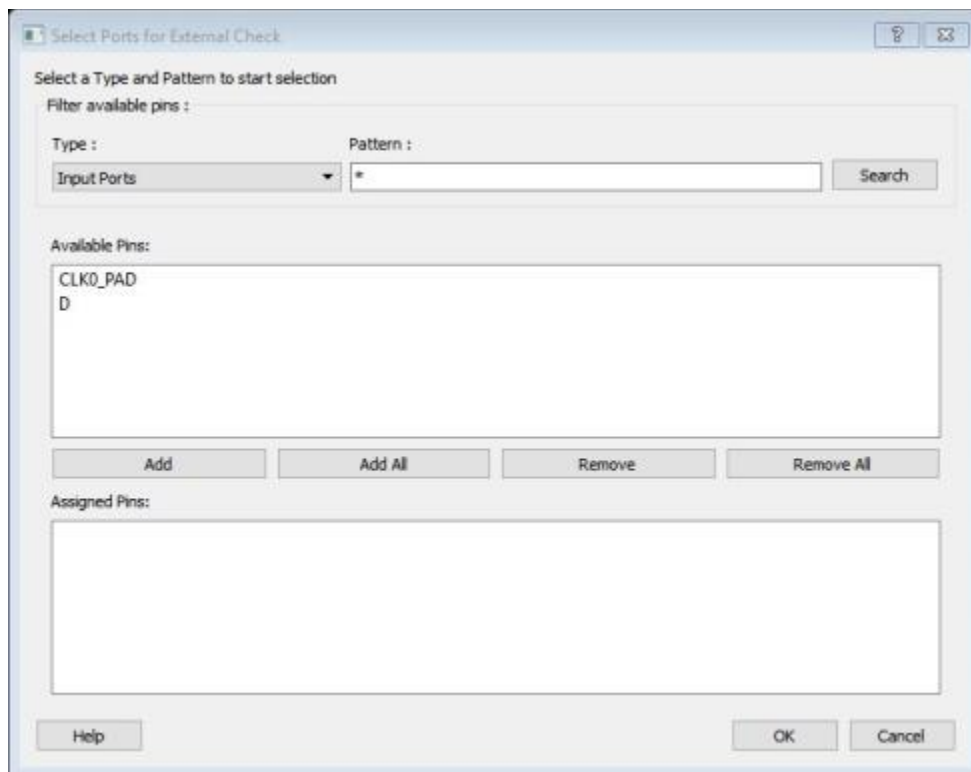 Select Ports for External Check
Select a Type and Pattern to start selection
Filter available pins :
Type : Pattern :
Input Ports * Search
Available Pins:
CLK0_PAD
D
Add Add All Remove Remove All
Assigned Pins:
Help OK Cancel